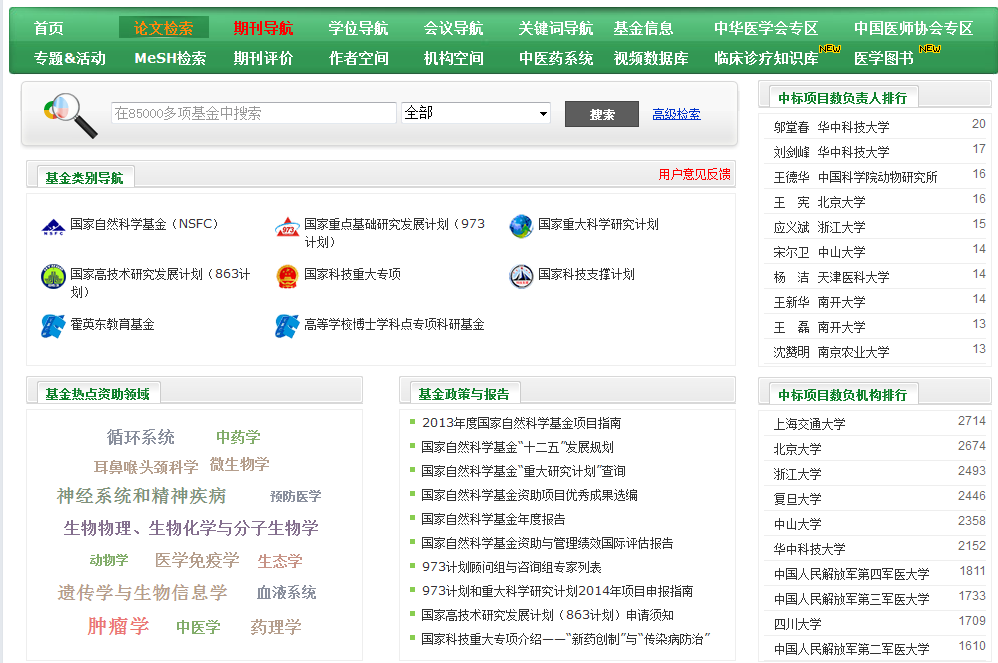 首页 论文检索 期刊导航 学位导航 会议导航 关键词导航 基金信息 中华医学会专区 中国医师协会专区
专题&活动 MeSH检索 期刊评价 作者空间 机构空间 中医药系统 视频数据库 临床诊疗知识库 NEW 医学图书 NEW
在85000多项基金中搜索 全部 搜索 高级检索
基金类别导航 用户意见反馈
国家自然科学基金（NSFC） 国家重点基础研究发展计划（973
计划） 国家重大科学研究计划
国家高技术研究发展计划（863计
划） 国家科技重大专项 国家科技支撑计划
霍英东教育基金 高等学校博士学科点专项科研基金
中标项目数负责人排行
邬堂春 华中科技大学 20
刘剑峰 华中科技大学 17
王德华 中国科学院动物研究所 16
王 宪 北京大学 16
应义斌 浙江大学 15
宋尔卫 中山大学 14
杨 洁 天津医科大学 14
王新华 南开大学 14
王 磊 南开大学 13
沈赞明 南京农业大学 13
基金热点资助领域
循环系统 中药学
耳鼻喉头颈科学 微生物学
神经系统和精神疾病 预防医学
生物物理、生物化学与分子生物学
动物学 医学免疫学 生态学
遗传学与生物信息学 血液系统
肿瘤学 中医学 药理学
基金政策与报告
2013年度国家自然科学基金项目指南
国家自然科学基金“十二五”发展规划
国家自然科学基金“重大研究计划”查询
国家自然科学基金资助项目优秀成果选编
国家自然科学基金年度报告
国家自然科学基金资助与管理绩效国际评估报告
973计划顾问组与咨询组专家列表
973计划和重大科学研究计划2014年项目申报指南
国家高技术研究发展计划（863计划）申请须知
国家科技重大专项介绍——“新药创制”与“传染病防治”
中标项目数负机构排行
上海交通大学 2714
北京大学 2674
浙江大学 2493
复旦大学 2446
中山大学 2358
华中科技大学 2152
中国人民解放军第四军医大学 1811
中国人民解放军第三军医大学 1733
四川大学 1709
中国人民解放军第二军医大学 1610